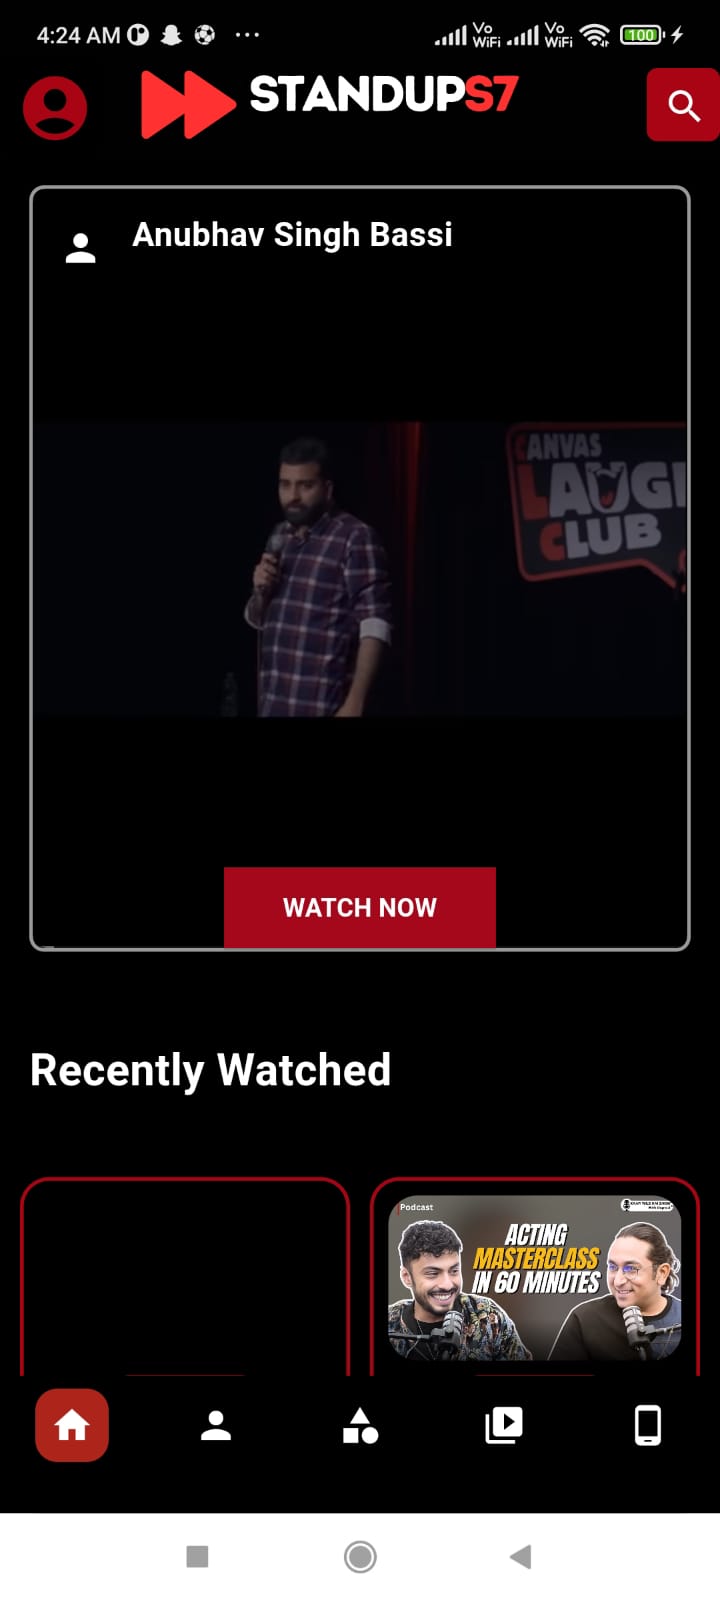 4:24 AM
Vo
WiFi
Vo
WiFi
100
STANDUPS7
Anubhav Singh Bassi
CANVAS
LAUGH
CLUB
WATCH NOW
Recently Watched
Podcast
ACTING
MASTERCLASS
IN 60 MINUTES